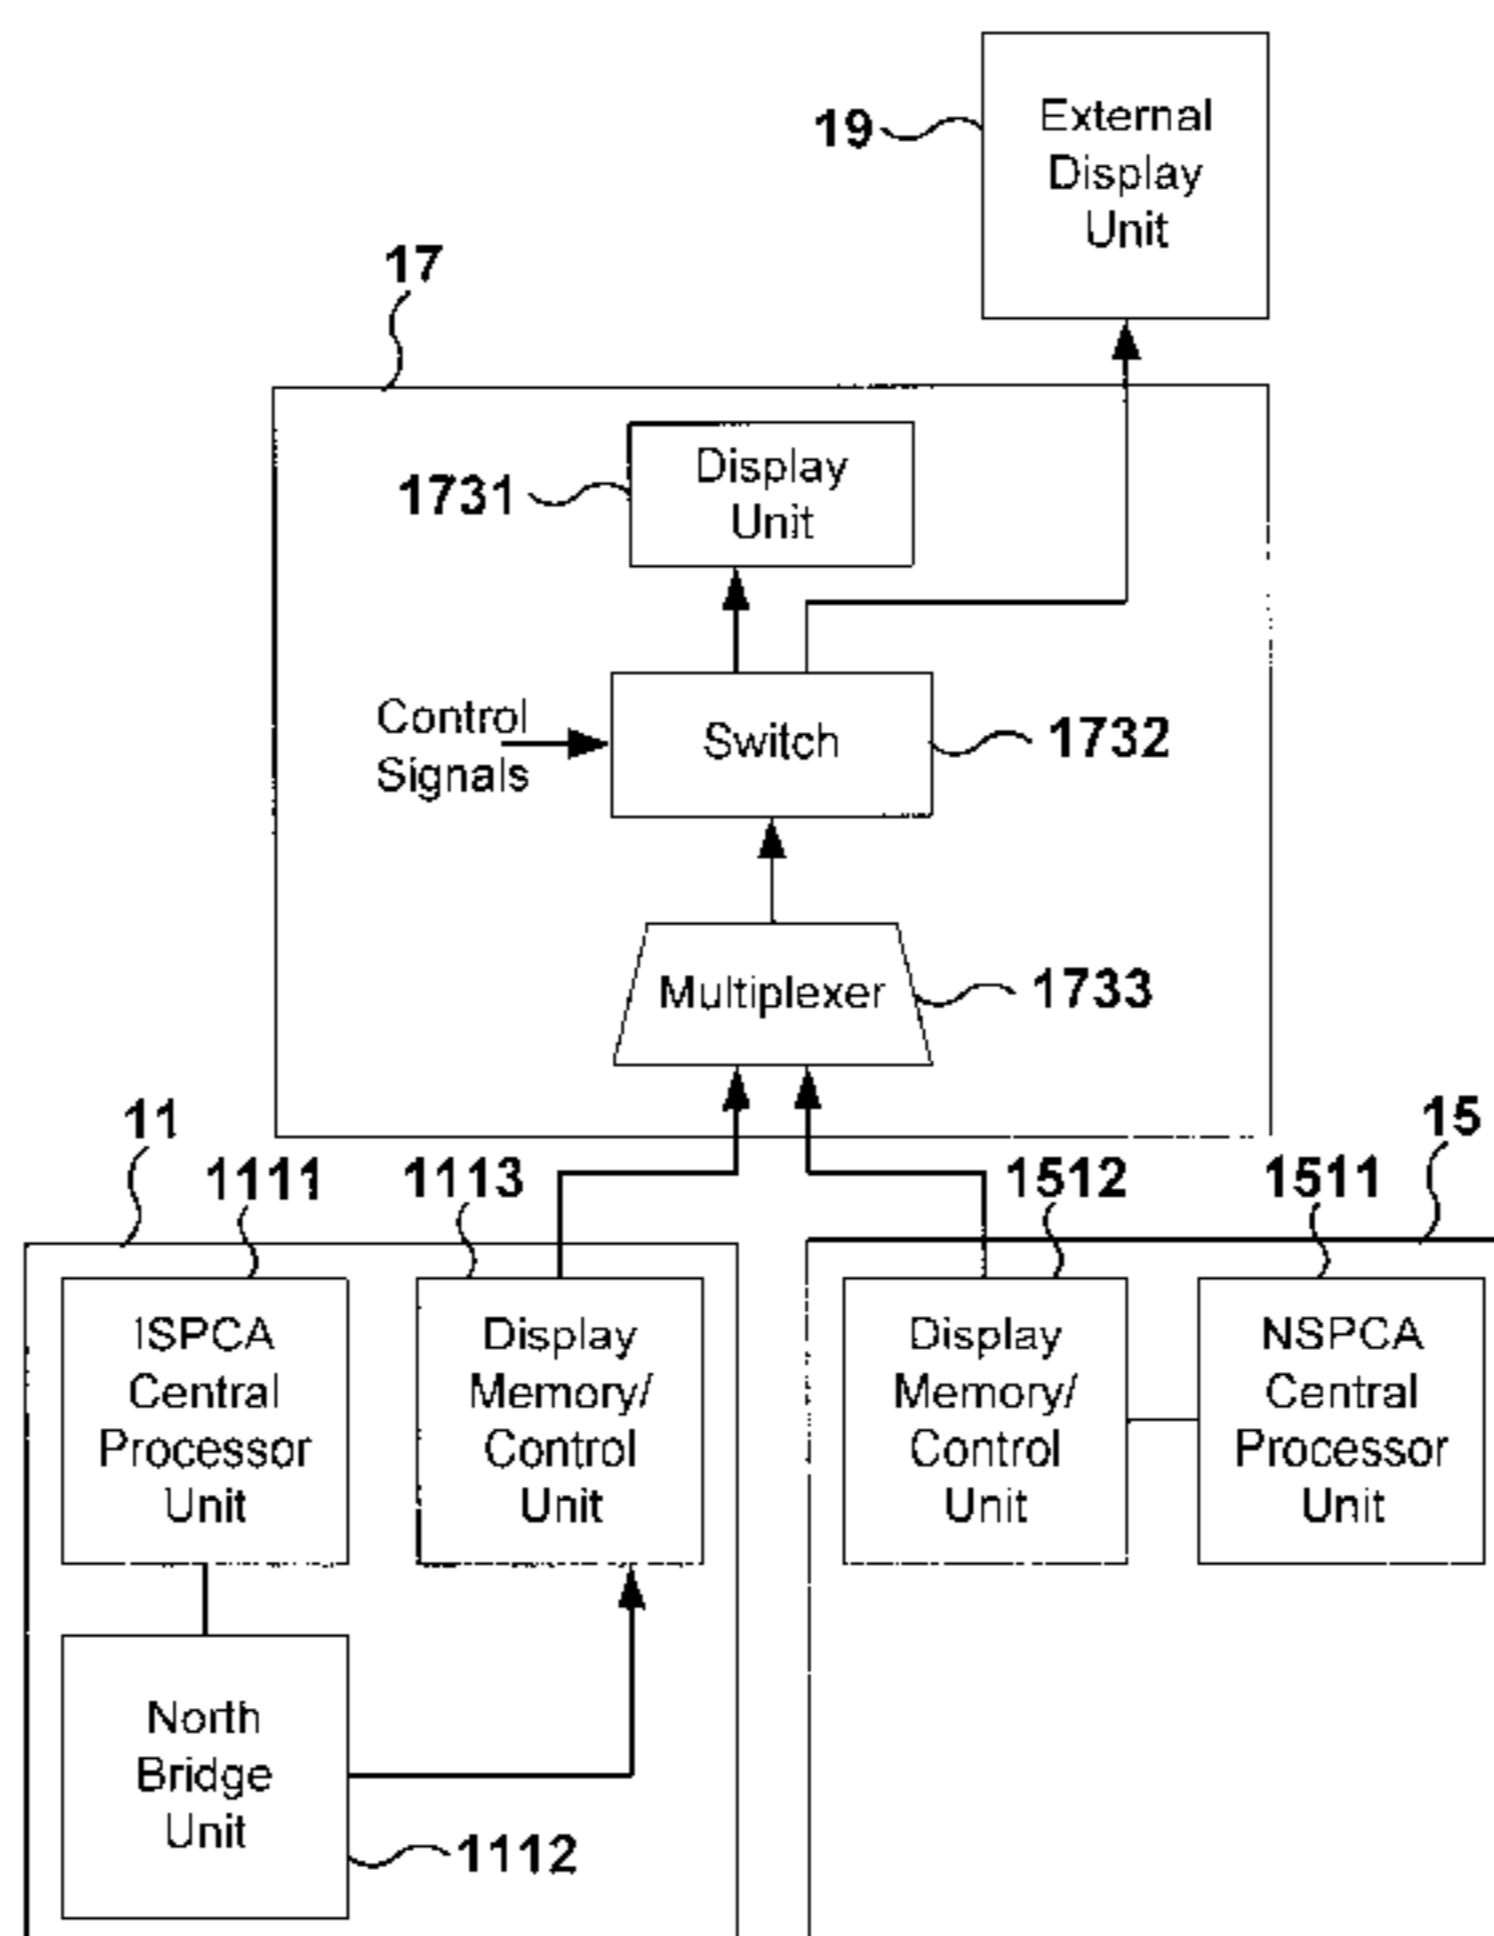 19
External
Display
Unit
17
1731
Display
Unit
Control
Signals
Switch
1732
Multiplexer
1733
11
1111
1113
1512
1511
15
ISPCA
Central
Processor
Unit
Display
Memory/
Control
Unit
Display
Memory/
Control
Unit
NSPCA
Central
Processor
Unit
North
Bridge
Unit
1112